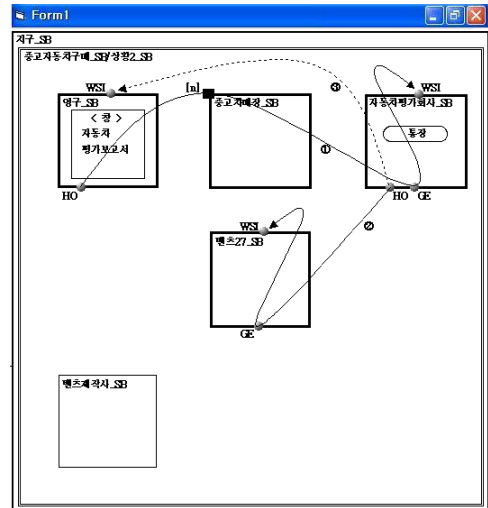 Form1
지구_SB
중고자동차구매_SB/상황2_SB
WSI
[n]
③
WSI
영구_SB
중고차매장_SB
자동차평가회사_SB
< 창 >
자동차
평가보고서
통장
①
HO
HO
GE
WSI
②
벤츠27_SB
GE
벤츠제작사_SB